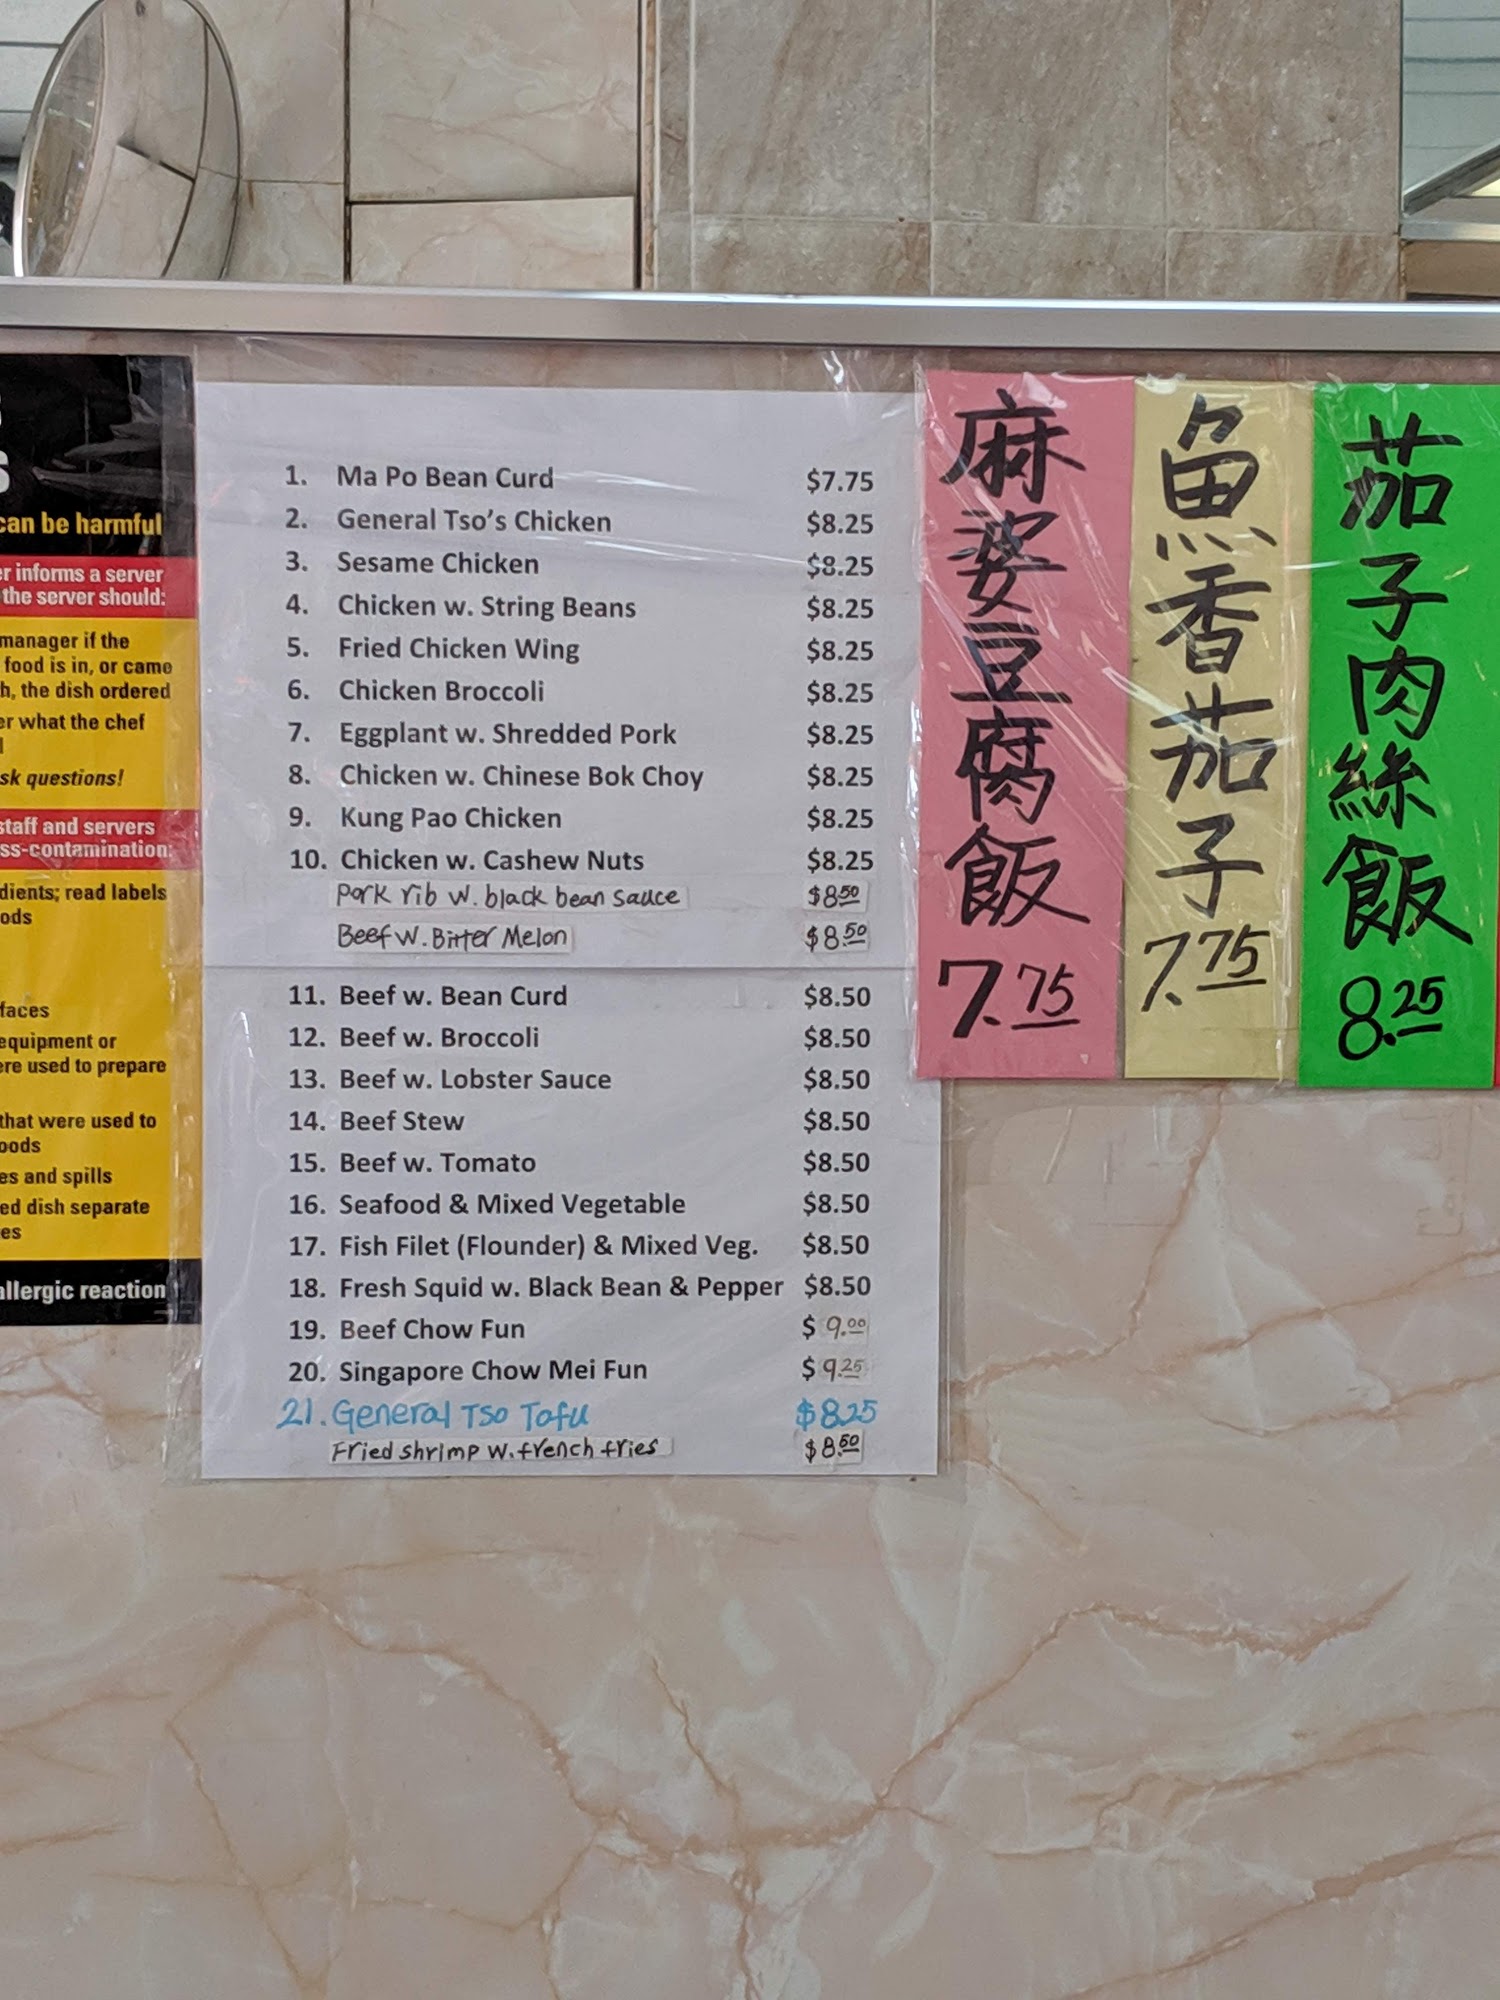 can be harmful
er informs a server
the server should:
manager if the
food is in, or came
h, the dish ordered
er what the chef
sk questions!
staff and servers
ss-contamination:
dients; read labels
ods
faces
equipment or
ere used to prepare
that were used to
oods
es and spills
ed dish separate
es
allergic reaction
1. Ma Po Bean Curd $7.75
2. General Tso's Chicken $8.25
3. Sesame Chicken $8.25
4. Chicken w. String Beans $8.25
5. Fried Chicken Wing $8.25
6. Chicken Broccoli $8.25
7. Eggplant w. Shredded Pork $8.25
8. Chicken w. Chinese Bok Choy $8.25
9. Kung Pao Chicken $8.25
10. Chicken w. Cashew Nuts $8.25
Pork rib w. black bean sauce $8.50
Beef w. Bitter Melon $8.50
11. Beef w. Bean Curd $8.50
12. Beef w. Broccoli $8.50
13. Beef w. Lobster Sauce $8.50
14. Beef Stew $8.50
15. Beef w. Tomato $8.50
16. Seafood & Mixed Vegetable $8.50
17. Fish Filet (Flounder) & Mixed Veg. $8.50
18. Fresh Squid w. Black Bean & Pepper $8.50
19. Beef Chow Fun $9.00
20. Singapore Chow Mei Fun $9.25
21. General Tso Tofu $8.25
Fried shrimp w. french fries $8.50
麻婆豆腐飯
7.75
魚香茄子
7.75
茄子肉絲飯
8.25